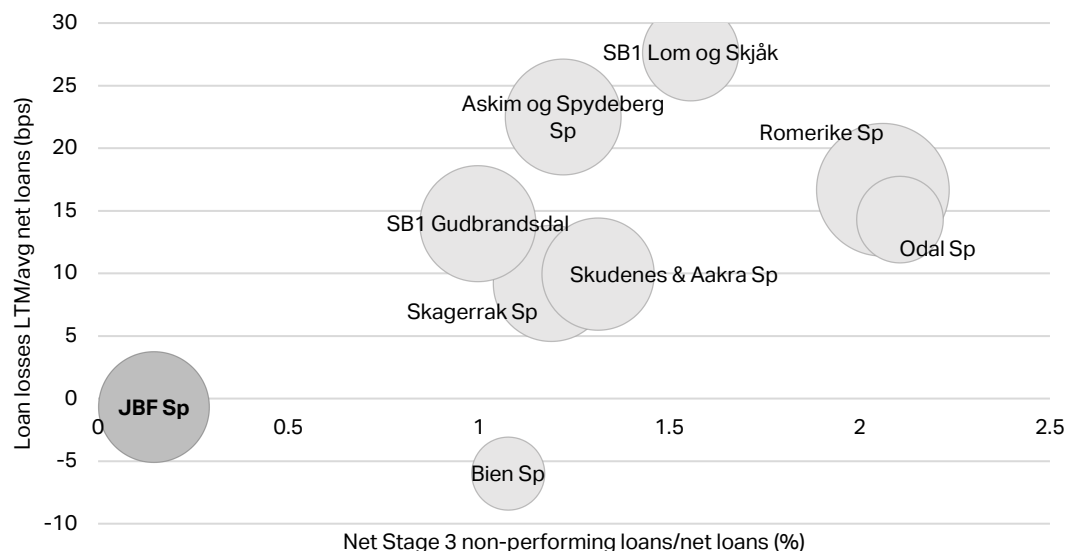 Loan losses LTM/avg net loans (bps)
30
25
20
15
10
5
0
-5
-10
SB1 Lom og Skjåk
Askim og Spydeberg
Sp
Romerike Sp
SB1 Gudbrandsdal
Odal Sp
Skudenes & Aakra Sp
Skagerrak Sp
JBF Sp
Bien Sp
0
0.5
1
1.5
2
2.5
Net Stage 3 non-performing loans/net loans (%)